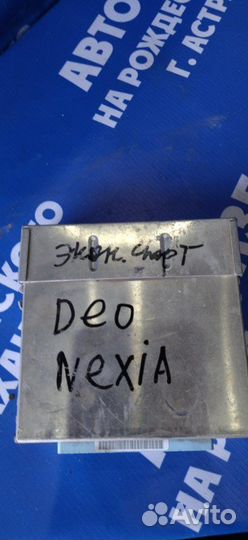 АВТО
НА РОЖДЕС
Г. АСТР
Экон. Спорт
Deo
NexiA
Avito